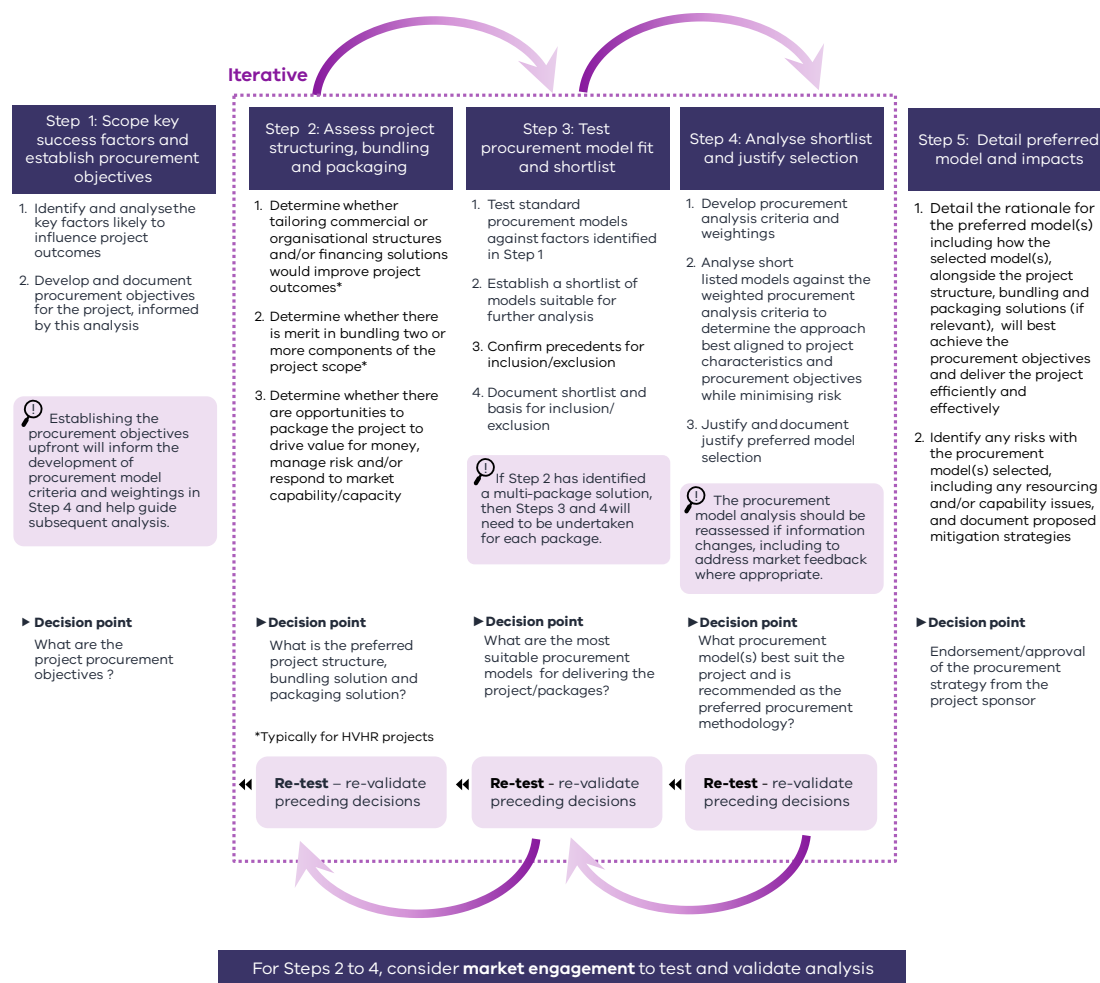 Iterative
Step 1: Scope key
success factors and
establish procurement
objectives
1. Identify and analysethe
key factors likely to
influence project
outcomes
2. Develop and document
procurement objectives
for the project, informed
by this analysis
Establishing the
procurement objectives
upfront will inform the
development of
procurement model
criteria and weightings in
Step 4 and help guide
subsequent analysis.
Decision point
What are the
project procurement
objectives ?
Step 2: Assess project
structuring, bundling
and packaging
1. Determine whether
tailoring commercial or
organisational structures
and/or financing solutions
would improve project
outcomes*
2. Determine whether there
is merit in bundling two or
more components of the
project scope*
3. Determine whether there
are opportunities to
package the project to
drive value for money,
manage risk and/or
respond to market
capability/capacity
Decision point
What is the preferred
project structure,
bundling solution and
packaging solution?
*Typically for HVHR projects
Re-test – re-validate
preceding decisions
Step 3: Test
procurement model fit
and shortlist
1. Test standard
procurement models
against factors identified
in Step 1
2. Establish a shortlist of
models suitable for
further analysis
3. Confirm precedents for
inclusion/exclusion
4. Document shortlist and
basis for inclusion/
exclusion
If Step 2 has identified
a multi-package solution,
then Steps 3 and 4 will
need to be undertaken
for each package.
Decision point
What are the most
suitable procurement
models for delivering the
project/packages?
Re-test - re-validate
preceding decisions
Step 4: Analyse shortlist
and justify selection
1. Develop procurement
analysis criteria and
weightings
2. Analyse short
listed models against the
weighted procurement
analysis criteria to
determine the approach
best aligned to project
characteristics and
procurement objectives
while minimising risk
3. Justify and document
justify preferred model
selection
The procurement
model analysis should be
reassessed if information
changes, including to
address market feedback
where appropriate.
Decision point
What procurement
model(s) best suit the
project and is
recommended as the
preferred procurement
methodology?
Re-test - re-validate
preceding decisions
Step 5: Detail preferred
model and impacts
1. Detail the rationale for
the preferred model(s)
including how the
selected model(s),
alongside the project
structure, bundling and
packaging solutions (if
relevant), will best
achieve the
procurement objectives
and deliver the project
efficiently and
effectively
2. Identify any risks with
the procurement
model(s) selected,
including any resourcing
and/or capability issues,
and document proposed
mitigation strategies
Decision point
Endorsement/approval
of the procurement
strategy from the
project sponsor
For Steps 2 to 4, consider market engagement to test and validate analysis